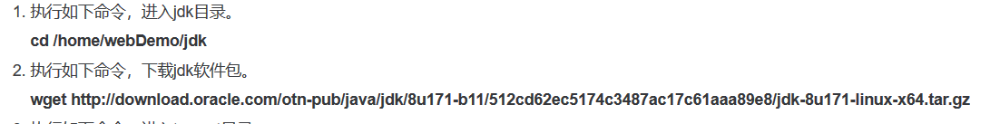 1. 执行如下命令，进入jdk目录。
cd /home/webDemo/jdk
2. 执行如下命令，下载jdk软件包。
wget http://download.oracle.com/otn-pub/java/jdk/8u171-b11/512cd62ec5174c3487ac17c61aaa89e8/jdk-8u171-linux-x64.tar.gz